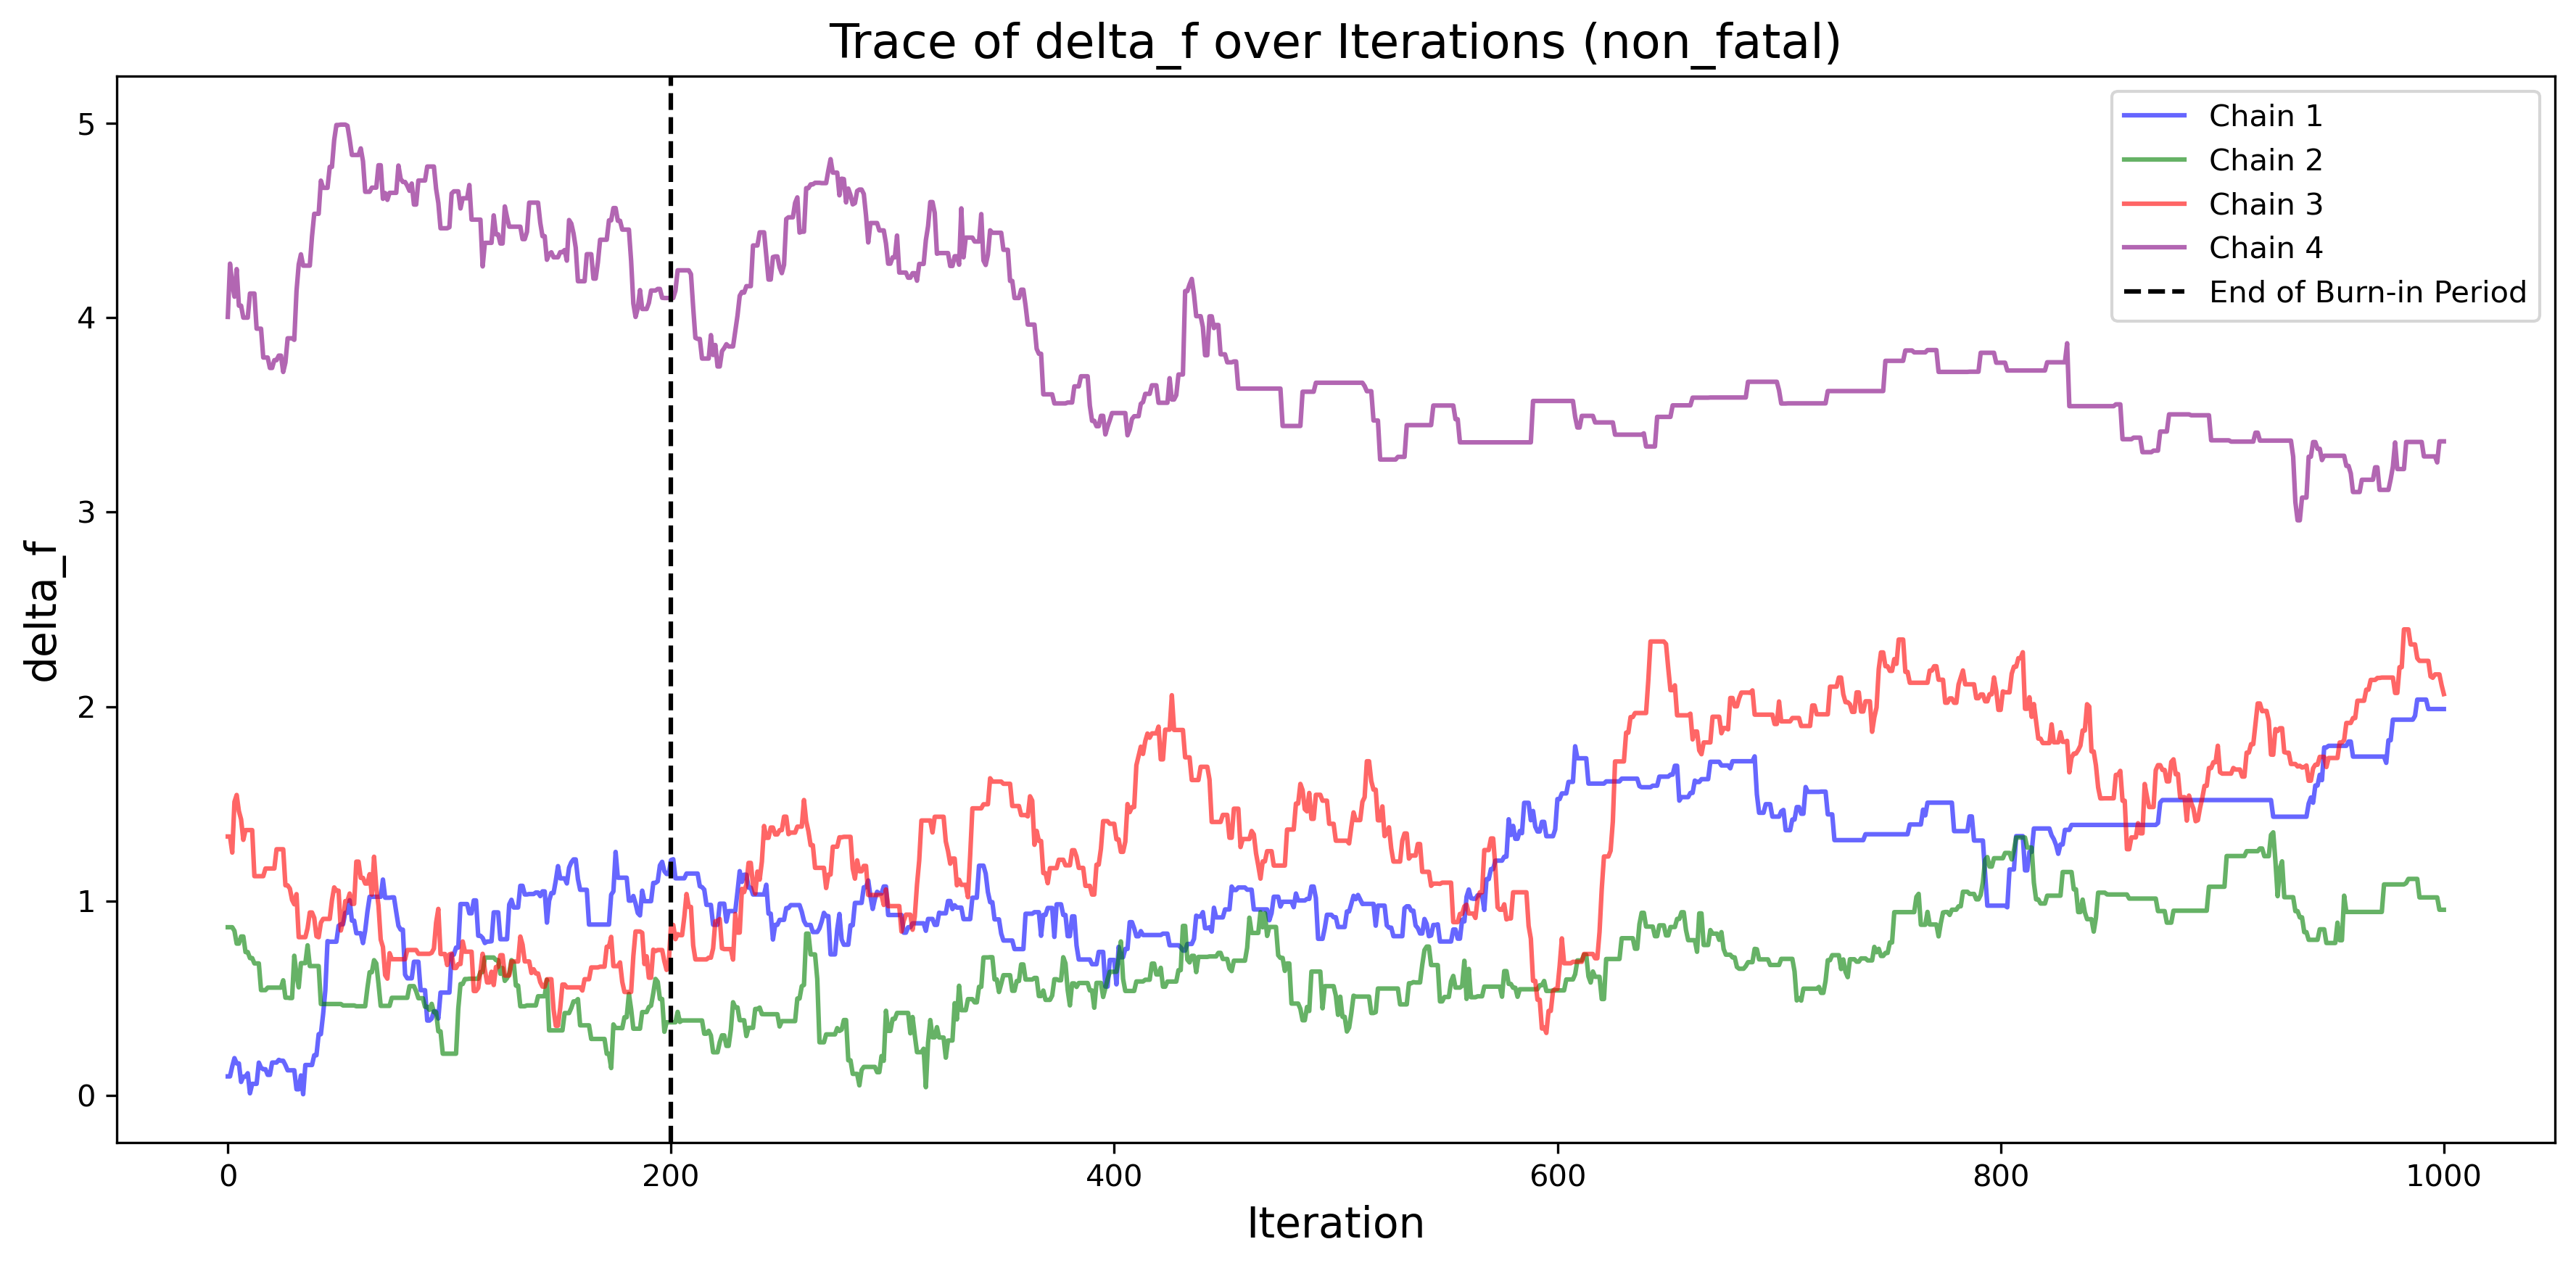 Trace of delta_f over Iterations (non_fatal)
Chain 1
Chain 2
Chain 3
Chain 4
End of Burn-in Period
delta_f
5
4
3
2
1
0
0 200 400 600 800 1000
Iteration